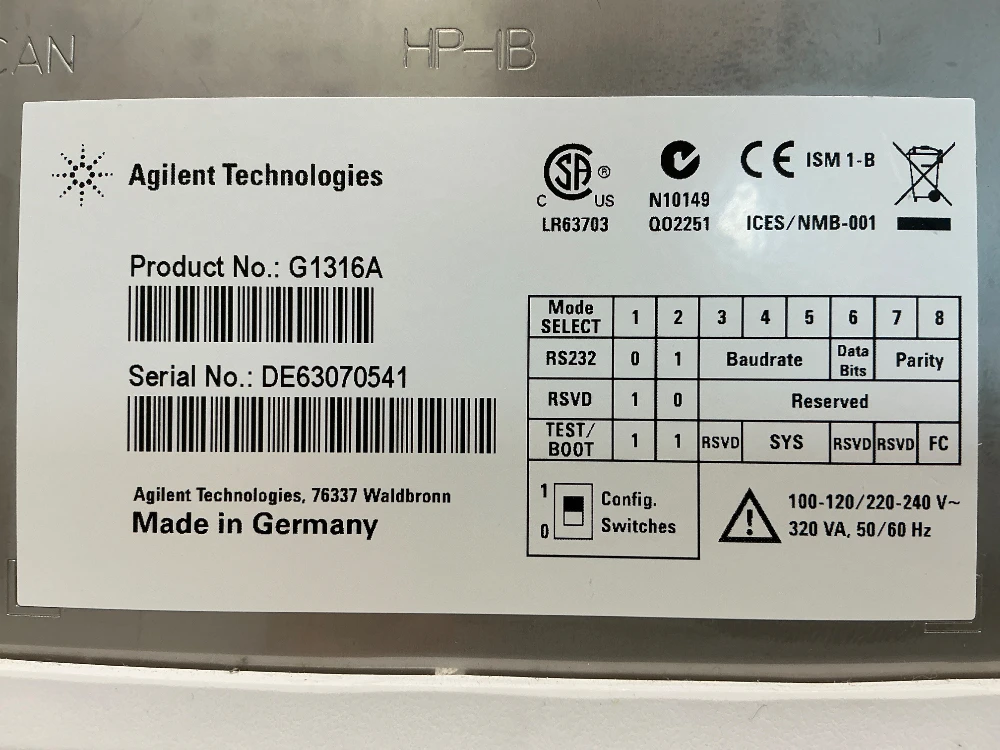 CAN HP-IB
Agilent Technologies
CSA ® C US
LR63703
N10149
Q02251
CE ISM 1-B
ICES/NMB-001
Product No.: G1316A
Serial No.: DE63070541
Agilent Technologies, 76337 Waldbronn
Made in Germany
Mode SELECT 1 2 3 4 5 6 7 8
RS232 0 1 Baudrate Data Bits Parity
RSVD 1 0 Reserved
TEST/BOOT 1 1 RSVD SYS RSVD RSVD FC
1
0
Config.
Switches
100-120/220-240 V~
320 VA, 50/60 Hz